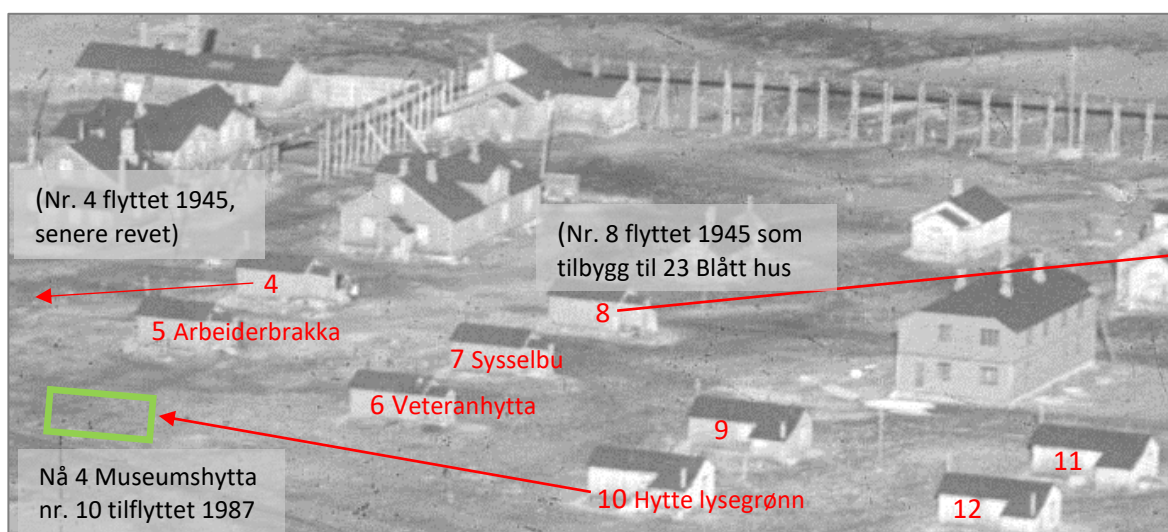 (Nr. 4 flyttet 1945,
senere revet)
(Nr. 8 flyttet 1945 som
tilbygg til 23 Blått hus
4
8
5 Arbeiderbrakka
7 Sysselbu
6 Veteranhytta
9
11
Nå 4 Museumshytta
nr. 10 tilflyttet 1987
10 Hytte lysegrønn
12